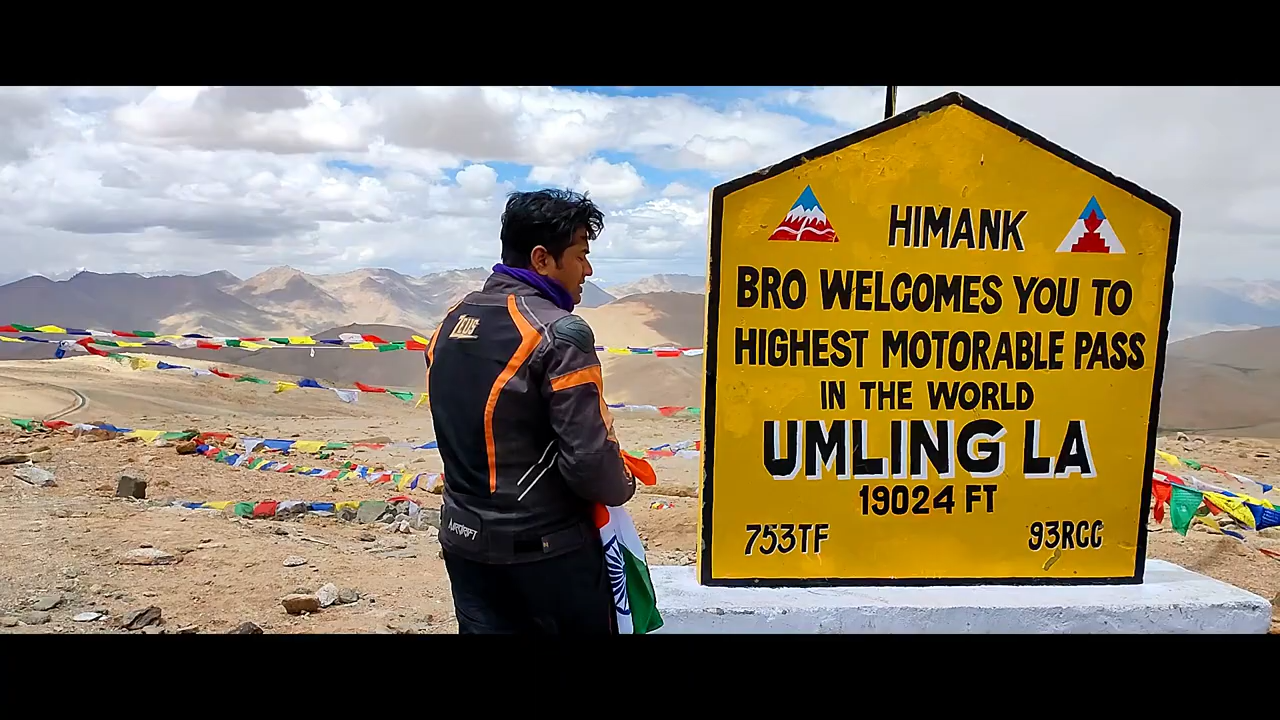 HIMANK
BRO WELCOMES YOU TO
HIGHEST MOTORABLE PASS
IN THE WORLD
UMLING LA
19024 FT
753TF 93RCC